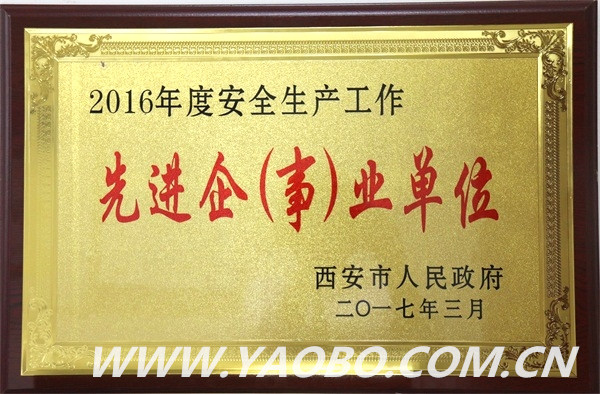 2016年度安全生产工作
先进企(事)业单位
西安市人民政府
二〇一七年三月
WWW.YAOBO.COM.CN